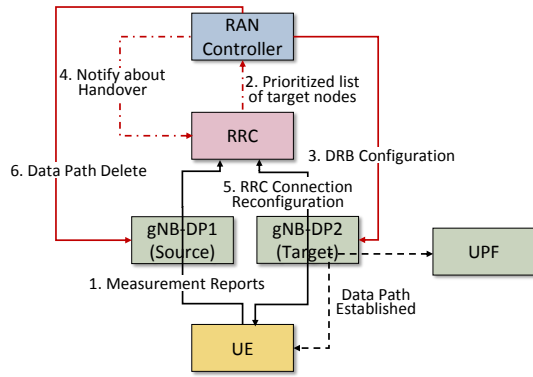 RAN
Controller
4. Notify about
Handover
2. Prioritized list
of target nodes
RRC
3. DRB Configuration
6. Data Path Delete
5. RRC Connection
Reconfiguration
gNB-DP1
(Source)
gNB-DP2
(Target)
UPF
1. Measurement Reports
Data Path
Established
UE